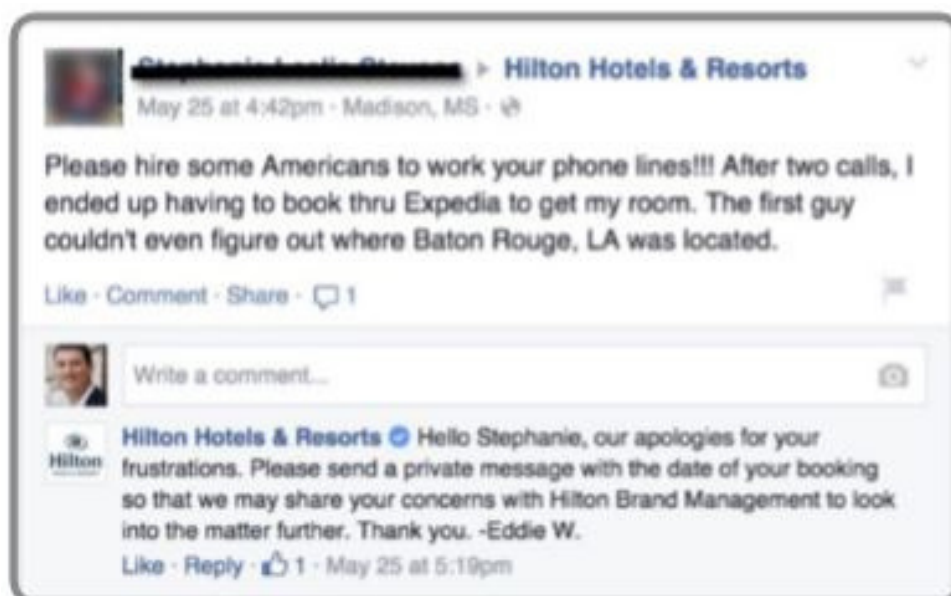 Hilton Hotels & Resorts
May 25 at 4:42pm · Madison, MS ·
Please hire some Americans to work your phone lines!!! After two calls, I
ended up having to book thru Expedia to get my room. The first guy
couldn't even figure out where Baton Rouge, LA was located.
Like · Comment · Share · 1
Write a comment...
Hilton Hotels & Resorts Hello Stephanie, our apologies for your
Hilton frustrations. Please send a private message with the date of your booking
so that we may share your concerns with Hilton Brand Management to look
into the matter further. Thank you. -Eddie W.
Like · Reply · 1 · May 25 at 5:19pm